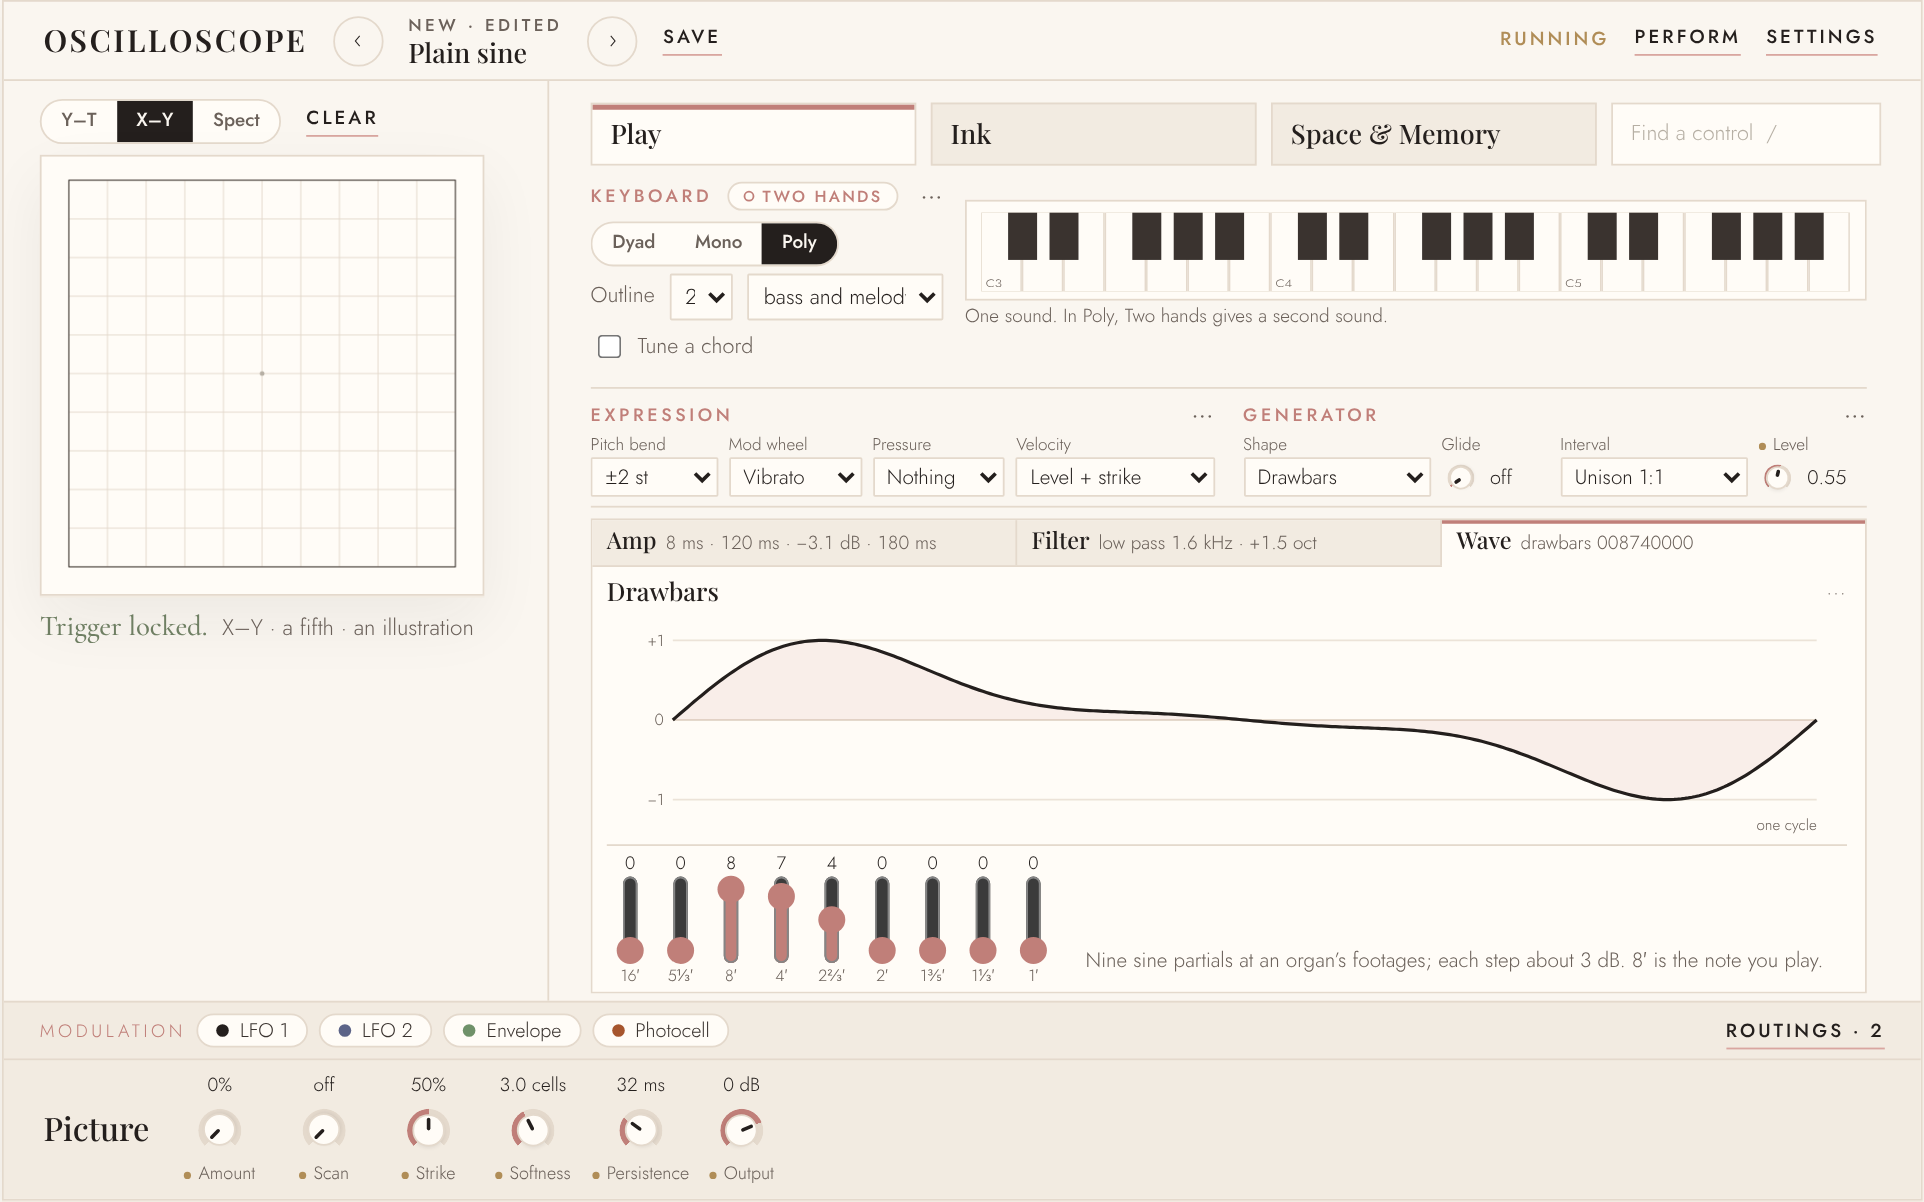 OSCILLOSCOPE
‹
NEW · EDITED
Plain sine
›
SAVE
RUNNING
PERFORM
SETTINGS
Y–T X–Y Spect
CLEAR
Trigger locked. X–Y · a fifth · an illustration
Play
Ink
Space & Memory
Find a control /
KEYBOARD
TWO HANDS
...
Dyad Mono Poly
Outline 2 bass and melod
Tune a chord
C3 C4 C5
One sound. In Poly, Two hands gives a second sound.
EXPRESSION ...
Pitch bend Mod wheel Pressure Velocity
±2 st Vibrato Nothing Level + strike
GENERATOR ...
Shape Glide Interval Level
Drawbars off Unison 1:1 0.55
Amp 8 ms · 120 ms · −3.1 dB · 180 ms
Filter low pass 1.6 kHz · +1.5 oct
Wave drawbars 008740000
Drawbars ...
+1
0
−1
one cycle
0 0 8 7 4 0 0 0 0
16′ 5⅓′ 8′ 4′ 2⅔′ 2′ 1⅗′ 1⅓′ 1′
Nine sine partials at an organ’s footages; each step about 3 dB. 8′ is the note you play.
MODULATION LFO 1 LFO 2 Envelope Photocell
ROUTINGS · 2
0% off 50% 3.0 cells 32 ms 0 dB
Picture
Amount Scan Strike Softness Persistence Output